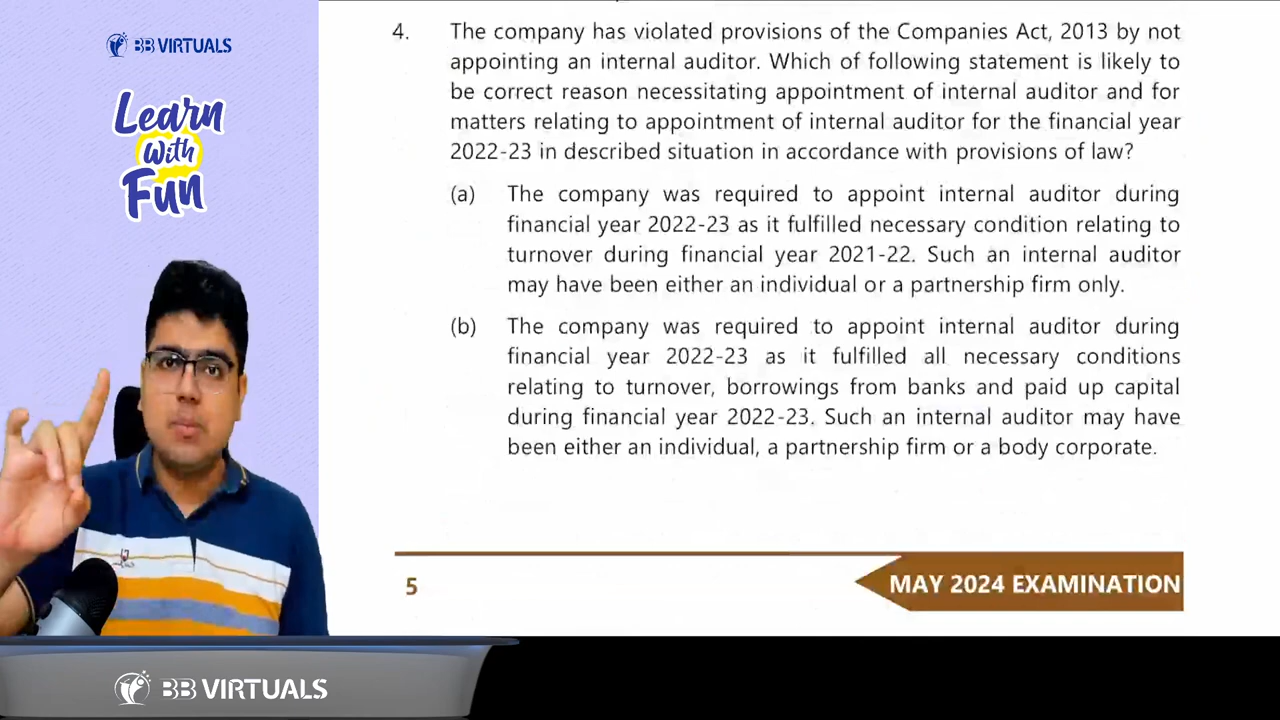 BB VIRTUALS
Learn
With
Fun
4. The company has violated provisions of the Companies Act, 2013 by not
appointing an internal auditor. Which of following statement is likely to
be correct reason necessitating appointment of internal auditor and for
matters relating to appointment of internal auditor for the financial year
2022-23 in described situation in accordance with provisions of law?
(a) The company was required to appoint internal auditor during
financial year 2022-23 as it fulfilled necessary condition relating to
turnover during financial year 2021-22. Such an internal auditor
may have been either an individual or a partnership firm only.
(b) The company was required to appoint internal auditor during
financial year 2022-23 as it fulfilled all necessary conditions
relating to turnover, borrowings from banks and paid up capital
during financial year 2022-23. Such an internal auditor may have
been either an individual, a partnership firm or a body corporate.
5
MAY 2024 EXAMINATION
BB VIRTUALS